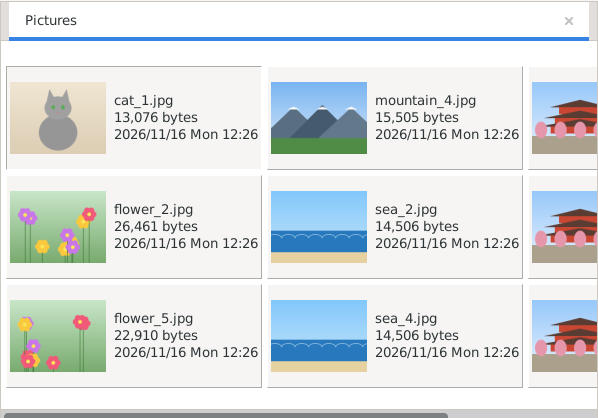 Pictures
cat_1.jpg
13,076 bytes
2026/11/16 Mon 12:26
mountain_4.jpg
15,505 bytes
2026/11/16 Mon 12:26
flower_2.jpg
26,461 bytes
2026/11/16 Mon 12:26
sea_2.jpg
14,506 bytes
2026/11/16 Mon 12:26
flower_5.jpg
22,910 bytes
2026/11/16 Mon 12:26
sea_4.jpg
14,506 bytes
2026/11/16 Mon 12:26